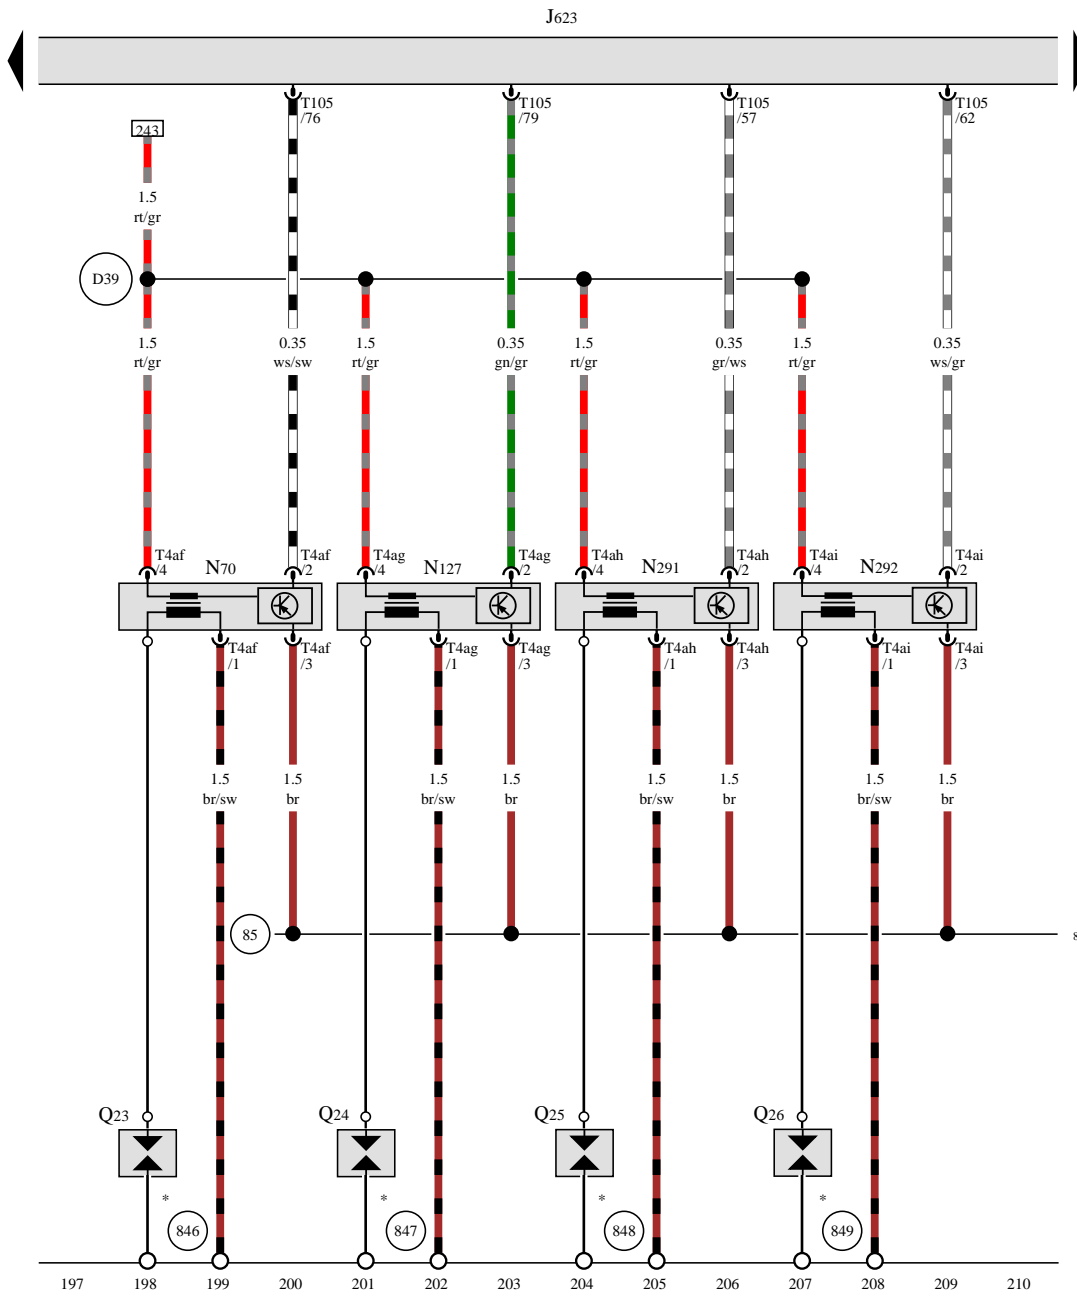 J623
T105 T105 T105 T105
/76 /79 /57 /62
243
1.5
rt/gr
D39
1.5 0.35 1.5 0.35 1.5 0.35 1.5 0.35
rt/gr ws/sw rt/gr gn/gr rt/gr gr/ws rt/gr ws/gr
T4af N70 T4af T4ag N127 T4ag T4ah N291 T4ah T4ai N292 T4ai
/4 /2 /4 /2 /4 /2 /4 /2
T4af T4af T4ag T4ag T4ah T4ah T4ai T4ai
/1 /3 /1 /3 /1 /3 /1 /3
1.5 1.5 1.5 1.5 1.5 1.5 1.5 1.5
br/sw br br/sw br br/sw br br/sw br
85
Q23 Q24 Q25 Q26
* * * *
846 847 848 849
197 198 199 200 201 202 203 204 205 206 207 208 209 210